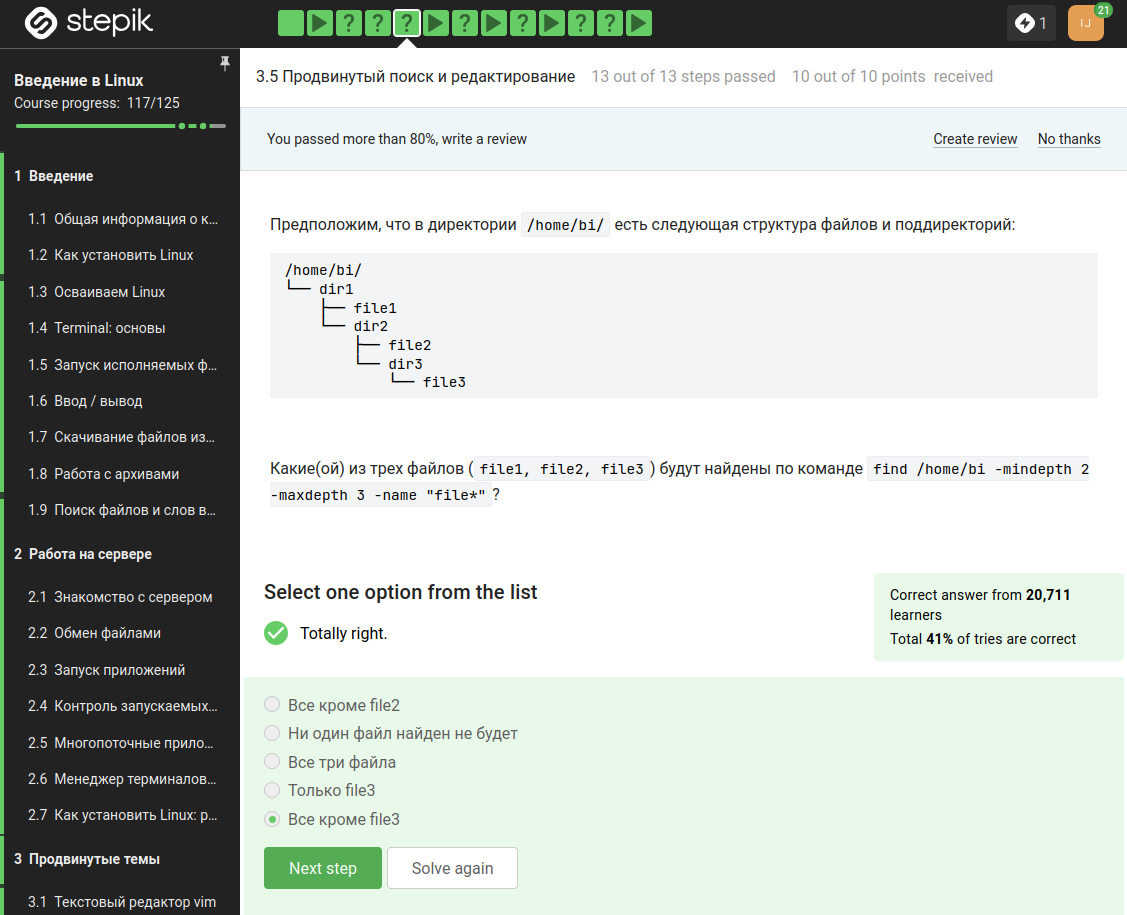 stepik
? ? ? ? ? ? ?
1
IJ
21
Введение в Linux
Course progress: 117/125
1 Введение
1.1 Общая информация о к...
1.2 Как установить Linux
1.3 Осваиваем Linux
1.4 Terminal: основы
1.5 Запуск исполняемых ф...
1.6 Ввод / вывод
1.7 Скачивание файлов из...
1.8 Работа с архивами
1.9 Поиск файлов и слов в...
2 Работа на сервере
2.1 Знакомство с сервером
2.2 Обмен файлами
2.3 Запуск приложений
2.4 Контроль запускаемых...
2.5 Многопоточные прило...
2.6 Менеджер терминалов...
2.7 Как установить Linux: р...
3 Продвинутые темы
3.1 Текстовый редактор vim
3.5 Продвинутый поиск и редактирование 13 out of 13 steps passed 10 out of 10 points received
You passed more than 80%, write a review
Create review No thanks
Предположим, что в директории /home/bi/ есть следующая структура файлов и поддиректорий:
/home/bi/
└── dir1
    ├── file1
    └── dir2
        ├── file2
        └── dir3
            └── file3
Какие(ой) из трех файлов ( file1, file2, file3 ) будут найдены по команде find /home/bi -mindepth 2
-maxdepth 3 -name "file*" ?
Select one option from the list
Totally right.
Correct answer from 20,711
learners
Total 41% of tries are correct
Все кроме file2
Ни один файл найден не будет
Все три файла
Только file3
Все кроме file3
Next step
Solve again